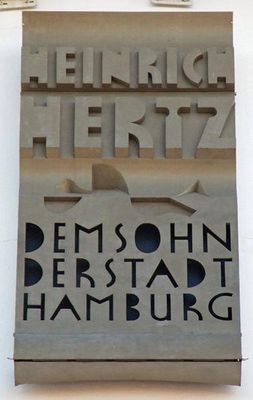 HEINRICH
HERTZ
DEMSOHN
DERSTADT
HAMBURG